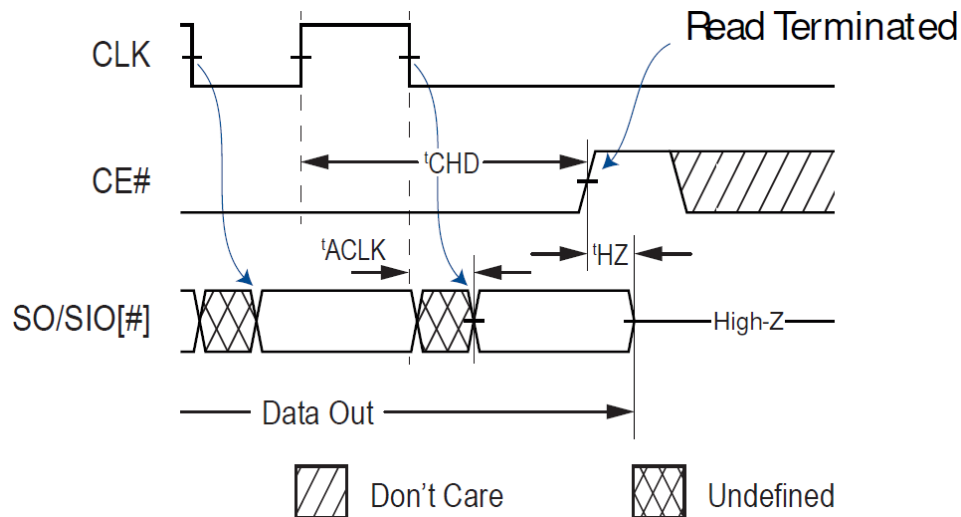 Read Terminated
CLK
tCHD
CE#
tACLK
tHZ
SO/SIO[#]
High-Z
Data Out
Don't Care
Undefined